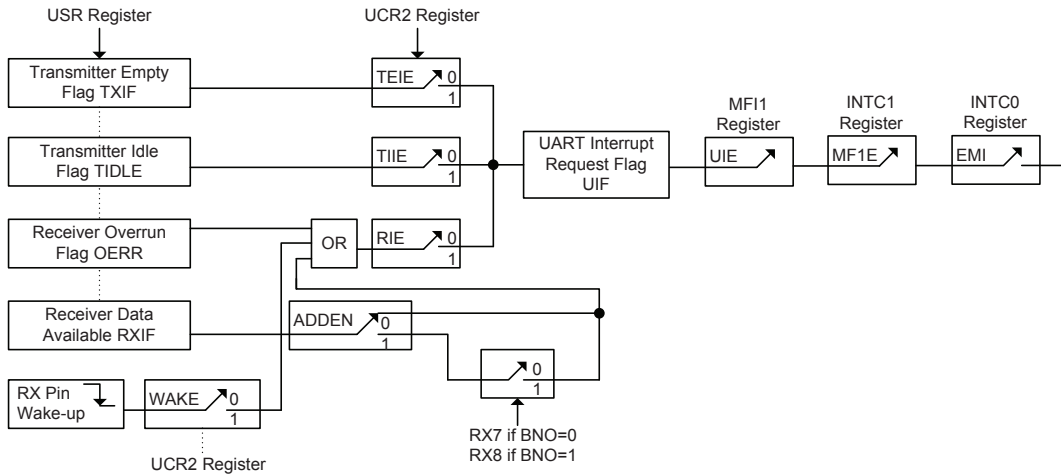 USR Register
UCR2 Register
Transmitter Empty
Flag TXIF
TEIE
0
1
Transmitter Idle
Flag TIDLE
TIIE
0
1
UART Interrupt
Request Flag
UIF
MFI1
Register
UIE
INTC1
Register
MF1E
INTC0
Register
EMI
Receiver Overrun
Flag OERR
OR
RIE
0
1
Receiver Data
Available RXIF
ADDEN
0
1
0
1
RX7 if BNO=0
RX8 if BNO=1
RX Pin
Wake-up
WAKE
0
1
UCR2 Register